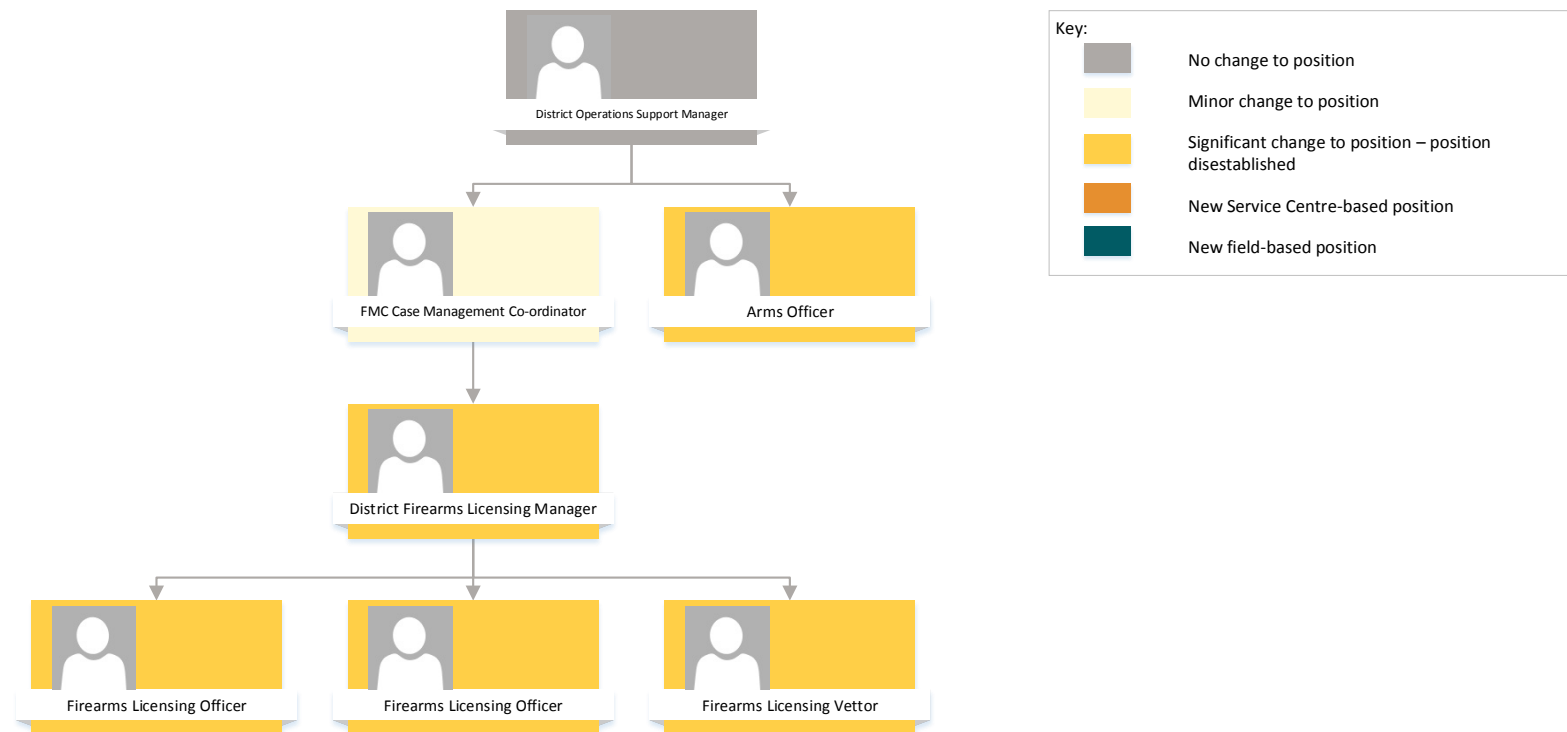 District Operations Support Manager
Key:
No change to position
Minor change to position
Significant change to position – position
disestablished
New Service Centre-based position
New field-based position
FMC Case Management Co-ordinator
Arms Officer
District Firearms Licensing Manager
Firearms Licensing Officer
Firearms Licensing Officer
Firearms Licensing Vettor